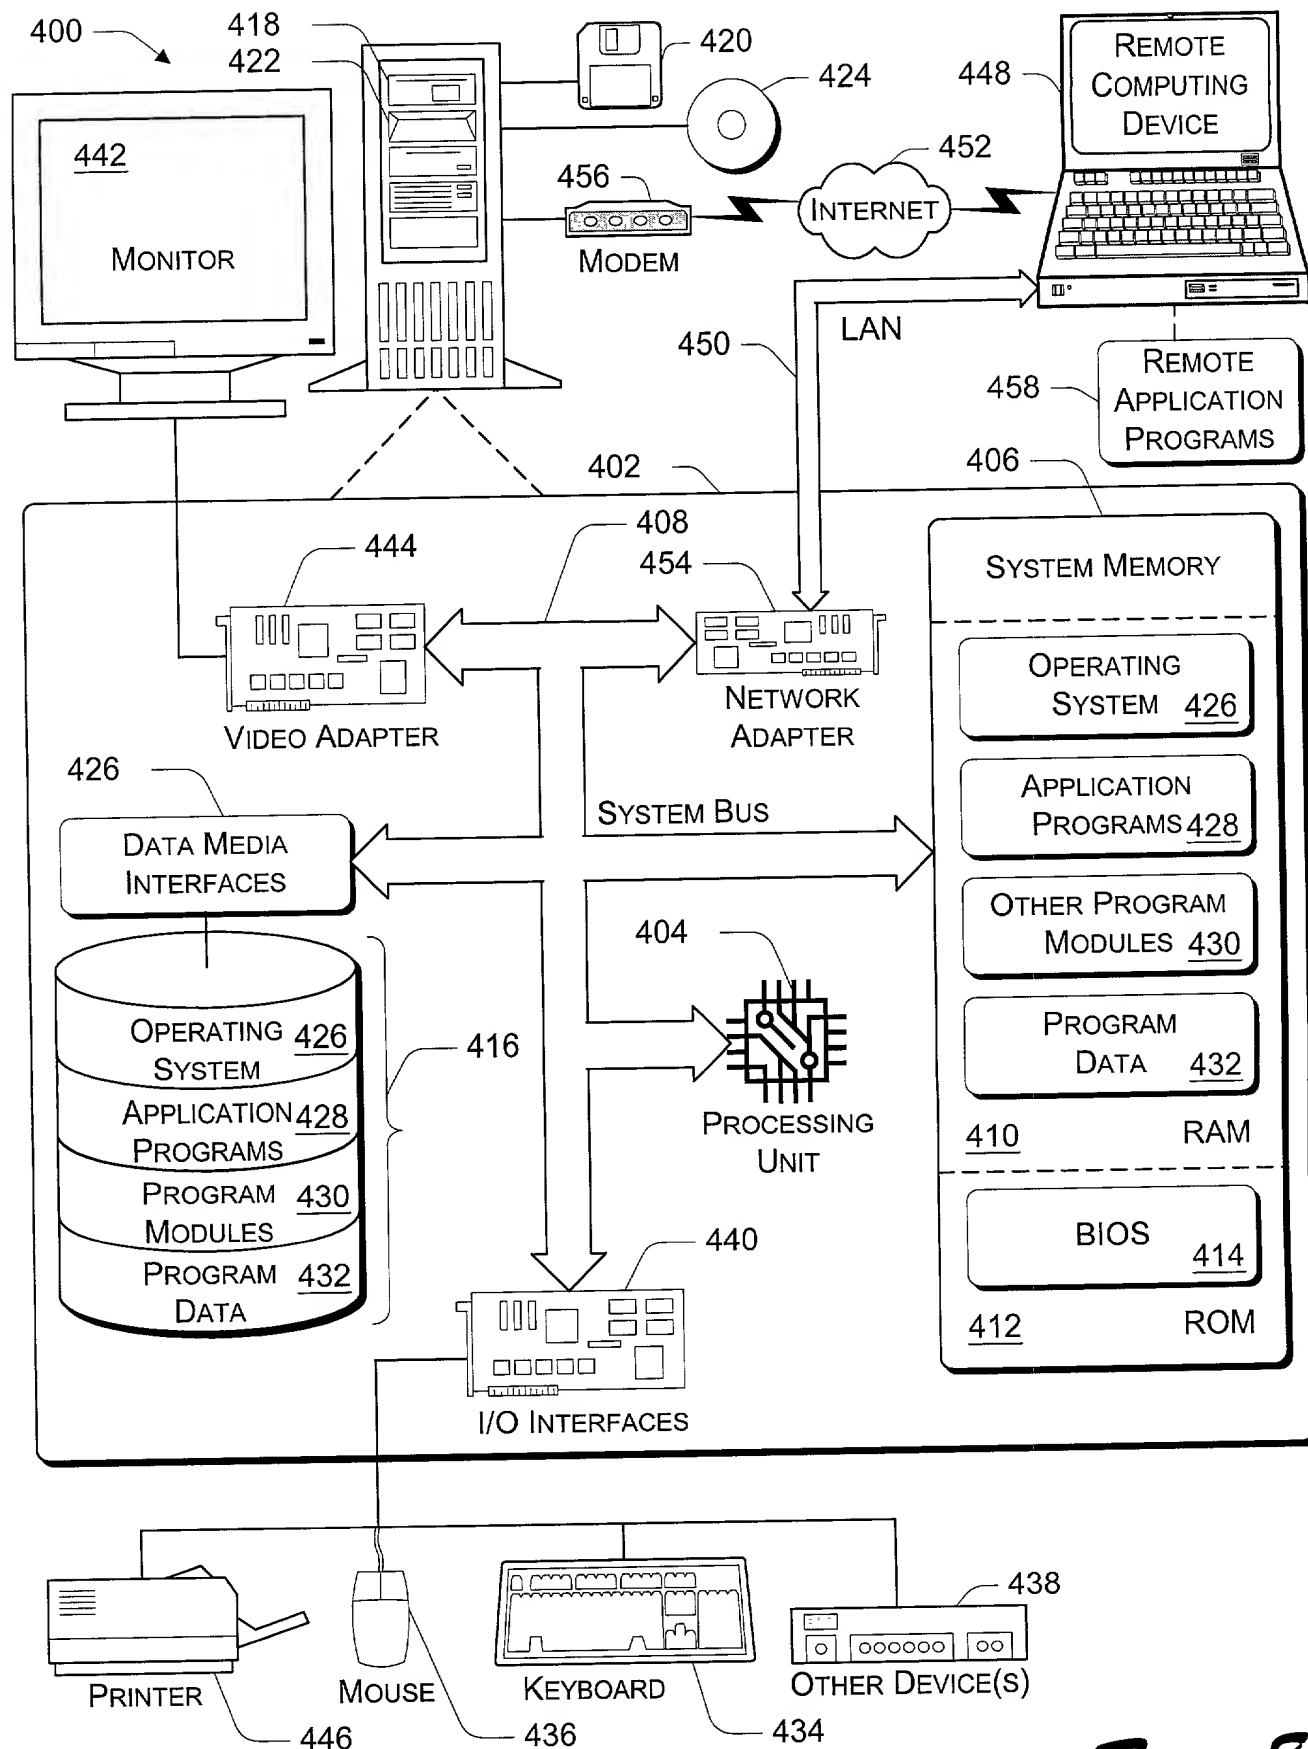 400
418
422
420
424
448
REMOTE
COMPUTING
DEVICE
442
MONITOR
456
MODEM
452
INTERNET
LAN
450
458
REMOTE
APPLICATION
PROGRAMS
402
406
408
444
454
VIDEO ADAPTER
NETWORK
ADAPTER
SYSTEM MEMORY
OPERATING
SYSTEM 426
APPLICATION
PROGRAMS 428
OTHER PROGRAM
MODULES 430
PROGRAM
DATA 432
410 RAM
BIOS 414
412 ROM
426
DATA MEDIA
INTERFACES
SYSTEM BUS
404
PROCESSING
UNIT
OPERATING 426
SYSTEM
APPLICATION 428
PROGRAMS
PROGRAM 430
MODULES
PROGRAM 432
DATA
416
440
I/O INTERFACES
PRINTER
446
MOUSE
436
KEYBOARD
434
438
OTHER DEVICE(S)